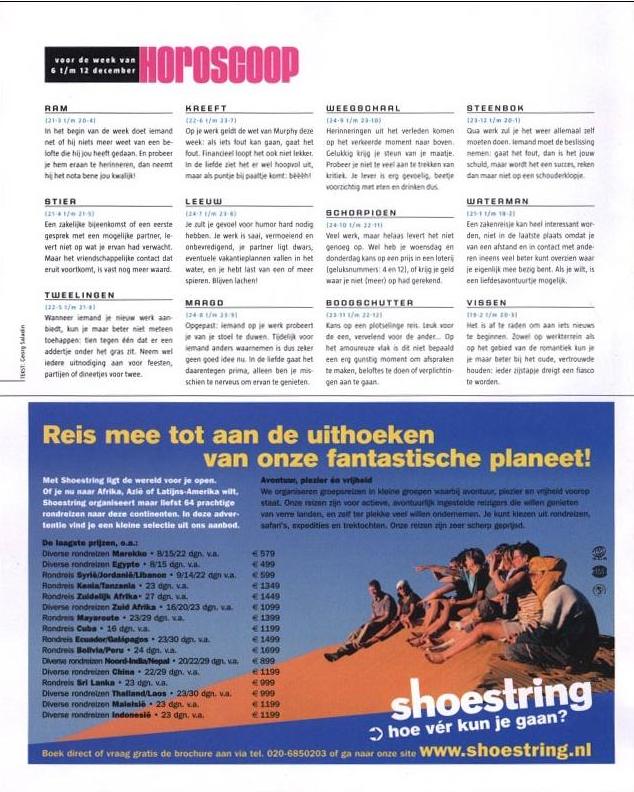 voor de week van
6 t/m 12 december
HOROSCOOP
RAM
(21-3 t/m 20-4)
In het begin van de week doet iemand
net of hij niets meer weet van een be-
lofte die hij jou heeft gedaan. En probeer
je hem eraan te herinneren, dan neemt
hij het nota bene jou kwalijk!
STIER
(21-4 t/m 21-5)
Een zakelijke bijeenkomst of een eerste
gesprek met een mogelijke partner, le-
vert niet op wat je ervan had verwacht.
Maar het vriendschappelijke contact dat
eruit voortkomt, is vast nog meer waard.
TWEELINGEN
(22-5 t/m 21-6)
Wanneer iemand je nieuw werk aan-
biedt, kun je maar beter niet meteen
toehappen: tien tegen één dat er een
addertje onder het gras zit. Neem wel
iedere uitnodiging aan voor feesten,
partijen of dineetjes voor twee.
KREEFT
(22-6 t/m 23-7)
Op je werk geldt de wet van Murphy deze
week: als iets fout kan gaan, gaat het
fout. Financieel loopt het ook niet lekker.
In de liefde ziet het er wel hoopvol uit,
maar als puntje bij paaltje komt: bèèèh!
LEEUW
(24-7 t/m 23-8)
Je zult je gevoel voor humor hard nodig
hebben. Je werk is saai, vermoeiend en
onbevredigend, je partner ligt dwars,
eventuele vakantieplannen vallen in het
water, en je hebt last van een of meer
spieren. Blijven lachen!
MAAGD
(24-8 t/m 23-9)
Opgepast: iemand op je werk probeert
je van je stoel te duwen. Tijdelijk voor
iemand anders waarnemen is dus zeker
geen goed idee nu. In de liefde gaat het
daarentegen prima, alleen ben je mis-
schien te nerveus om ervan te genieten.
WEEGSCHAAL
(24-9 t/m 23-10)
Herinneringen uit het verleden komen
op het verkeerde moment naar boven.
Gelukkig krijg je steun van je maatje.
Probeer je niet te veel aan te trekken van
kritiek. Je lever is erg gevoelig, beetje
voorzichtig met eten en drinken dus.
SCHORPIOEN
(24-10 t/m 22-11)
Veel werk, maar helaas levert het niet
genoeg op. Wel heb je woensdag en
donderdag kans op een prijs in een loterij
(geluksnummers: 4 en 12), of krijg je geld
waar je niet (meer) op had gerekend.
BOOGSCHUTTER
(23-11 t/m 22-12)
Kans op een plotselinge reis. Leuk voor
de een, vervelend voor de ander... Op
het amoureuze vlak is dit niet bepaald
een erg gunstig moment om afspraken
te maken, beloftes te doen of verplichtin-
gen aan te gaan.
STEENBOK
(23-12 t/m 20-1)
Qua werk zul je het weer allemaal zelf
moeten doen. Iemand moet de beslissing
nemen: gaat het fout, dan is het jouw
schuld, maar wordt het een succes, reken
dan maar niet op een schouderklopje.
WATERMAN
(21-1 t/m 18-2)
Een zakenreisje kan heel interessant wor-
den, niet in de laatste plaats omdat je
van een afstand en in contact met ande-
ren ineens veel beter kunt overzien waar
je eigenlijk mee bezig bent. Als je wilt, is
een liefdesavontuurtje mogelijk.
VISSEN
(19-2 t/m 20-3)
Het is af te raden om aan iets nieuws
te beginnen. Zowel op werkterrein als
op het gebied van de romantiek kun je
je maar beter bij het oude, vertrouwde
houden: ieder zijstapje dreigt een fiasco
te worden.
TEKST: Georg Saladin
Reis mee tot aan de uithoeken
van onze fantastische planeet!
Met Shoestring ligt de wereld voor je open.
Of je nu naar Afrika, Azië of Latijns-Amerika wilt,
Shoestring organiseert maar liefst 64 prachtige
rondreizen naar deze continenten. In deze adver-
tentie vind je een kleine selectie uit ons aanbod.
Avontuur, plezier én vrijheid
We organiseren groepsreizen in kleine groepen waarbij avontuur, plezier en vrijheid voorop
staat. Onze reizen zijn voor actieve, avontuurlijk ingestelde reizigers die willen genieten
van verre landen, en zelf ter plekke veel willen ondernemen. Je kunt kiezen uit rondreizen,
safari's, expedities en trektochten. Onze reizen zijn zeer scherp geprijsd.
De laagste prijzen, o.a.:
Diverse rondreizen Marokko • 8/15/22 dgn. v.a. € 579
Diverse rondreizen Egypte • 8/15 dgn. v.a. € 499
Rondreis Syrië/Jordanië/Libanon • 9/14/22 dgn v.a. € 599
Rondreis Kenia/Tanzania • 23 dgn. v.a. € 1349
Rondreis Zuidelijk Afrika • 27 dgn. v.a. € 1449
Diverse rondreizen Zuid Afrika • 16/20/23 dgn. v.a. € 1099
Rondreis Mayaroute • 23/29 dgn. v.a. € 1399
Rondreis Cuba • 16 dgn. v.a. € 1199
Rondreis Ecuador/Galápagos • 23/30 dgn. v.a. € 1499
Rondreis Bolivia/Peru • 24 dgn. v.a. € 1699
Diverse rondreizen Noord-India/Nepal • 20/22/29 dgn. v.a. € 899
Diverse rondreizen China • 22/29 dgn. v.a. € 1199
Rondreis Sri Lanka • 23 dgn. v.a. € 999
Diverse rondreizen Thailand/Laos • 23/30 dgn. v.a. € 999
Diverse rondreizen Maleisië • 23 dgn. v.a. € 1199
Diverse rondreizen Indonesië • 23 dgn. v.a. € 1199
shoestring
hoe vér kun je gaan?
Boek direct of vraag gratis de brochure aan via tel. 020-6850203 of ga naar onze site www.shoestring.nl